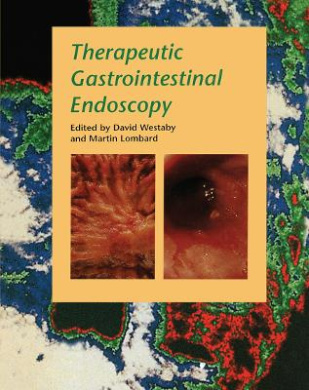 Therapeutic
Gastrointestinal
Endoscopy
Edited by David Westaby
and Martin Lombard